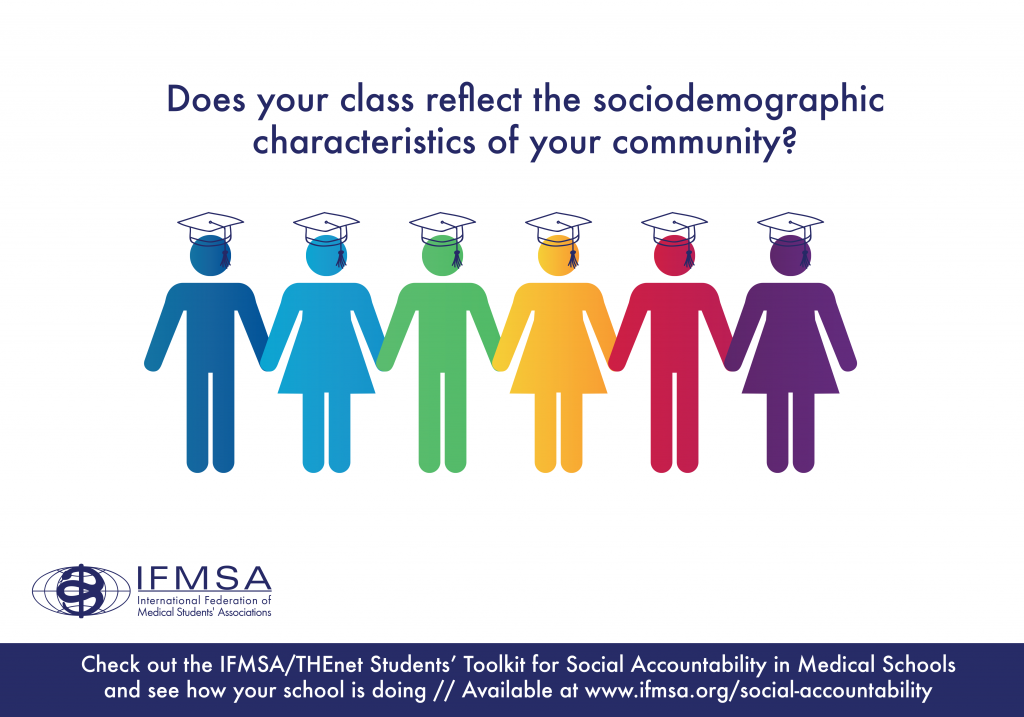 Does your class reflect the sociodemographic
characteristics of your community?
IFMSA
International Federation of
Medical Students' Associations
Check out the IFMSA/THEnet Students’ Toolkit for Social Accountability in Medical Schools
and see how your school is doing // Available at www.ifmsa.org/social-accountability